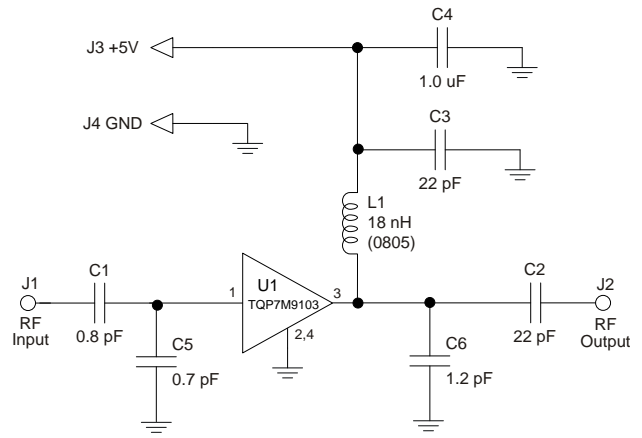 C4
J3 +5V
1.0 uF
J4 GND
C3
22 pF
L1
18 nH
(0805)
J1
C1
U1
TQP7M9103
1
3
2,4
C2
J2
RF
Input
0.8 pF
C5
0.7 pF
C6
1.2 pF
22 pF
RF
Output